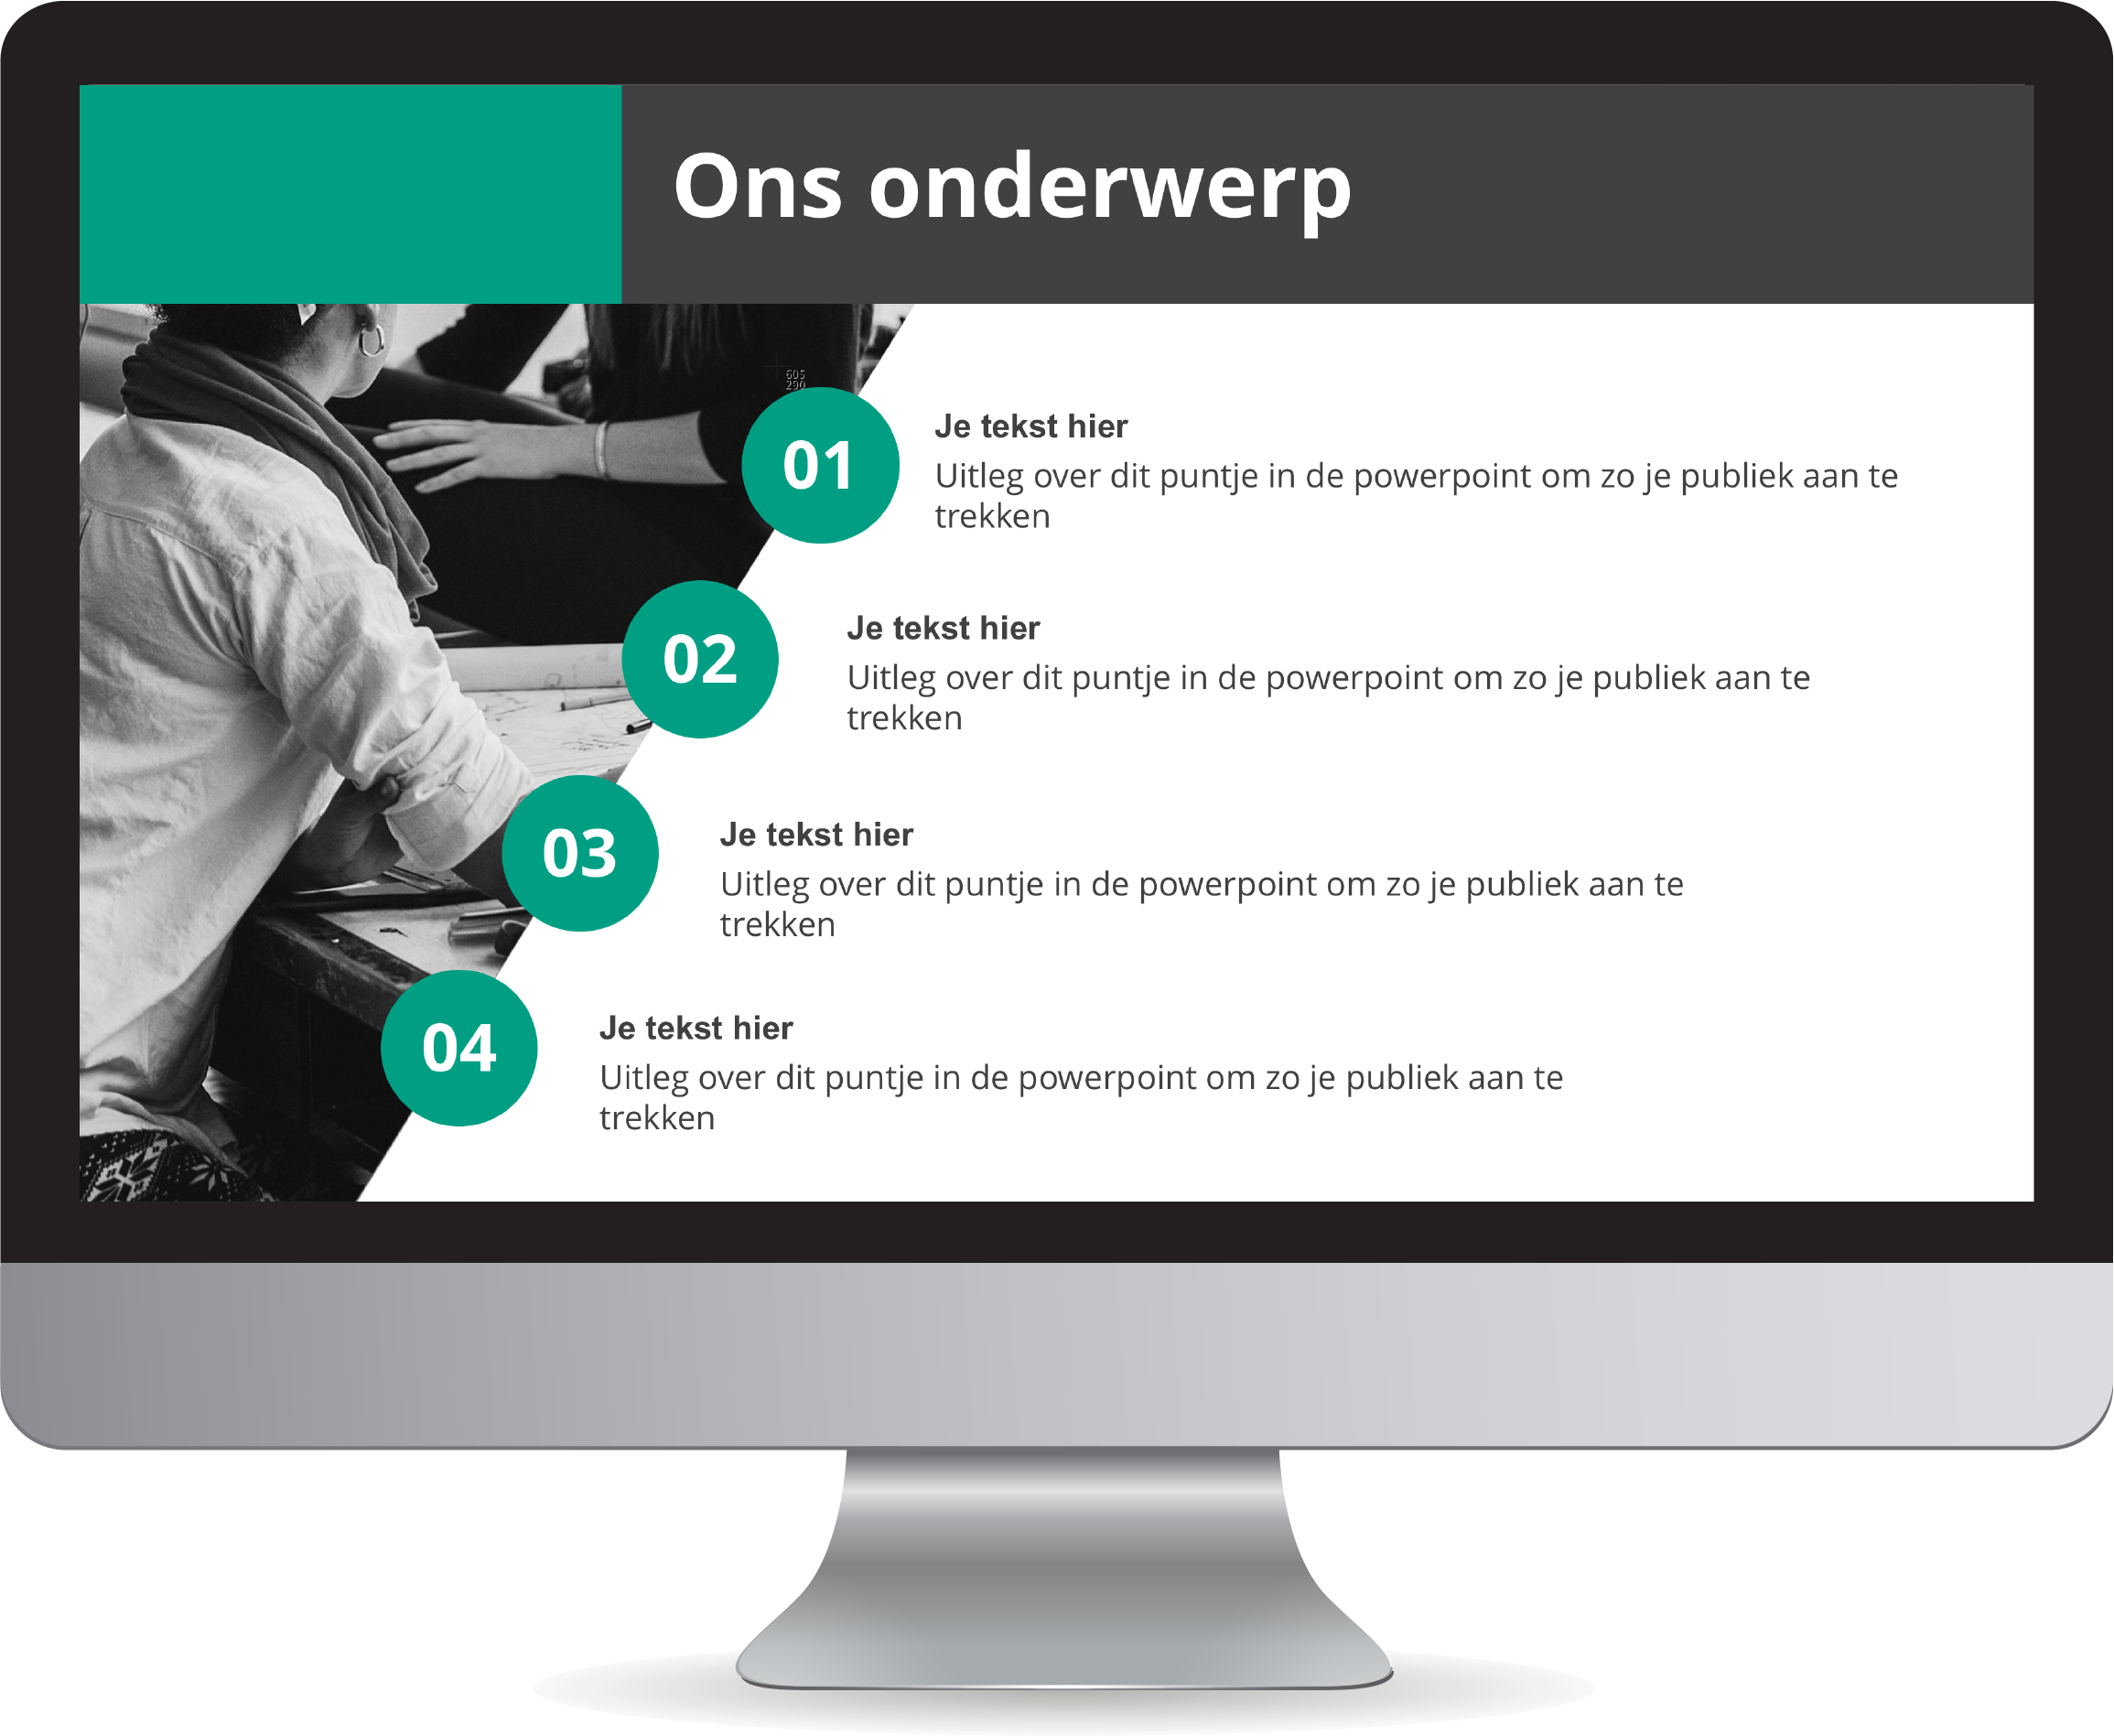 Ons onderwerp
605
290
01
Je tekst hier
Uitleg over dit puntje in de powerpoint om zo je publiek aan te
trekken
02
Je tekst hier
Uitleg over dit puntje in de powerpoint om zo je publiek aan te
trekken
03
Je tekst hier
Uitleg over dit puntje in de powerpoint om zo je publiek aan te
trekken
04
Je tekst hier
Uitleg over dit puntje in de powerpoint om zo je publiek aan te
trekken